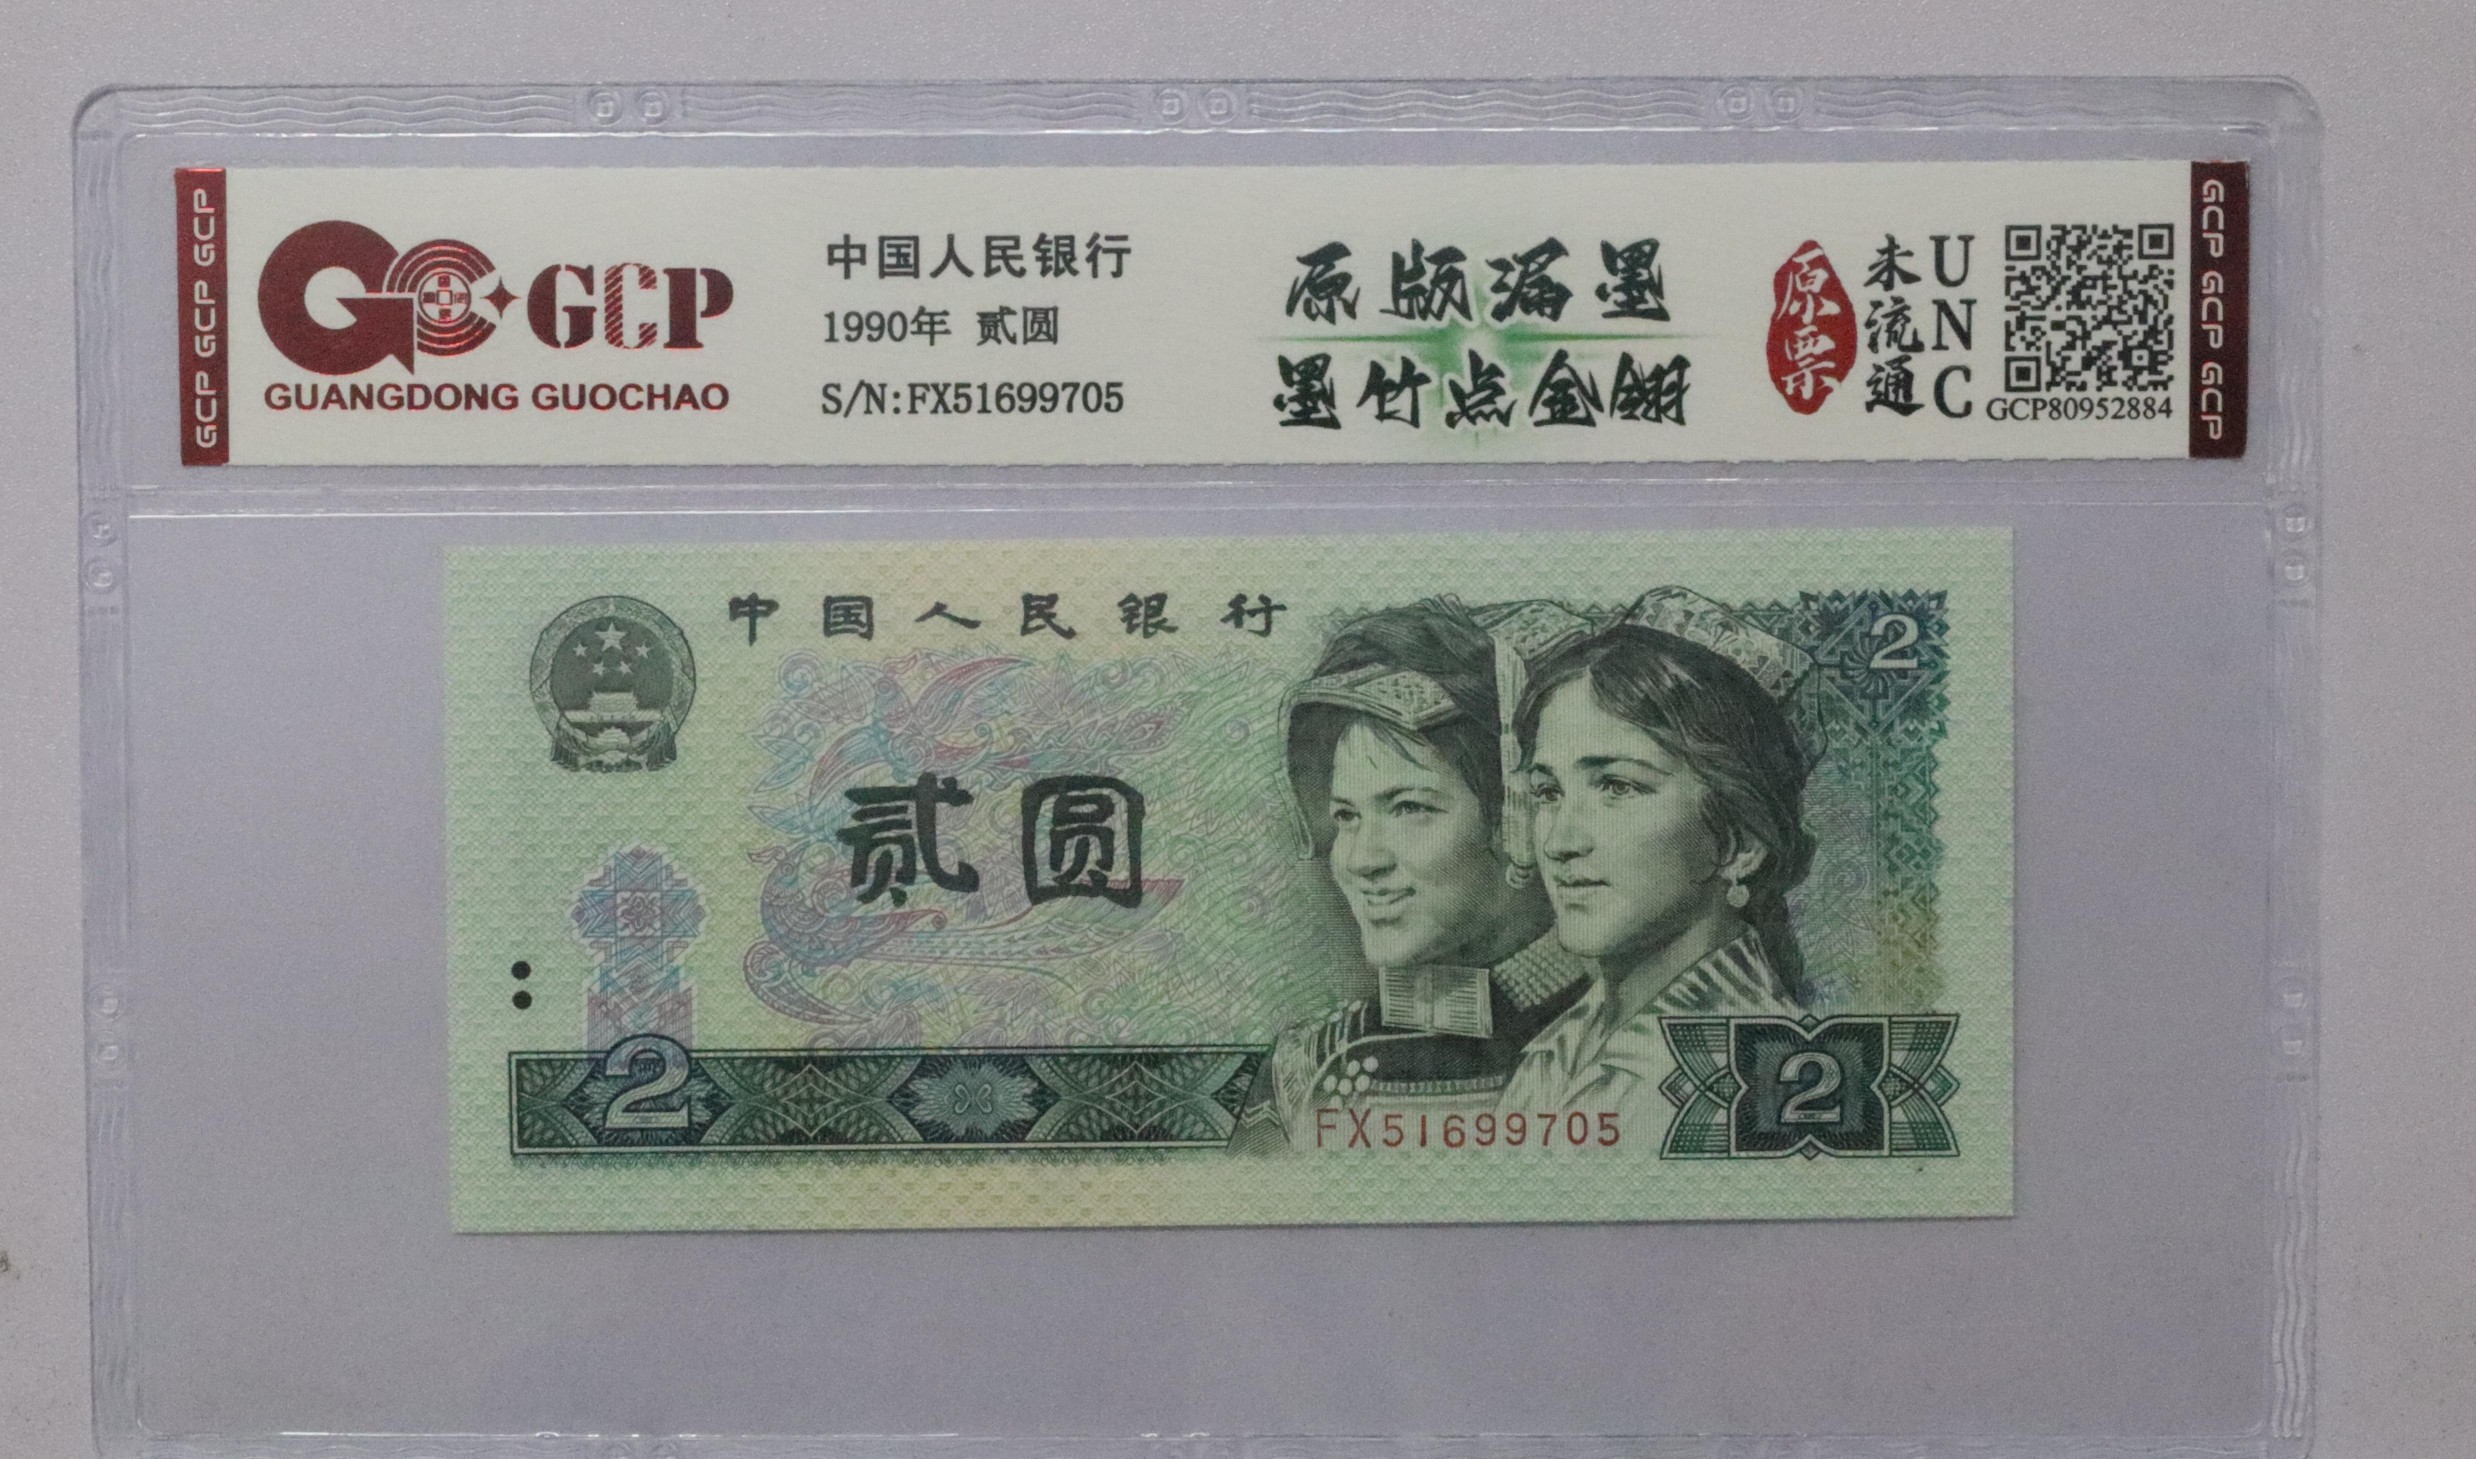 GCP GCP GCP
GCP
GUANGDONG GUOCHAO
中国人民银行
1990年 贰圆
S/N:FX51699705
原版漏墨
墨竹点金翎
原票
未流通
UNC
GCP80952884
GCP GCP GCP
中国人民银行
2
贰圆
2
FX51699705
2